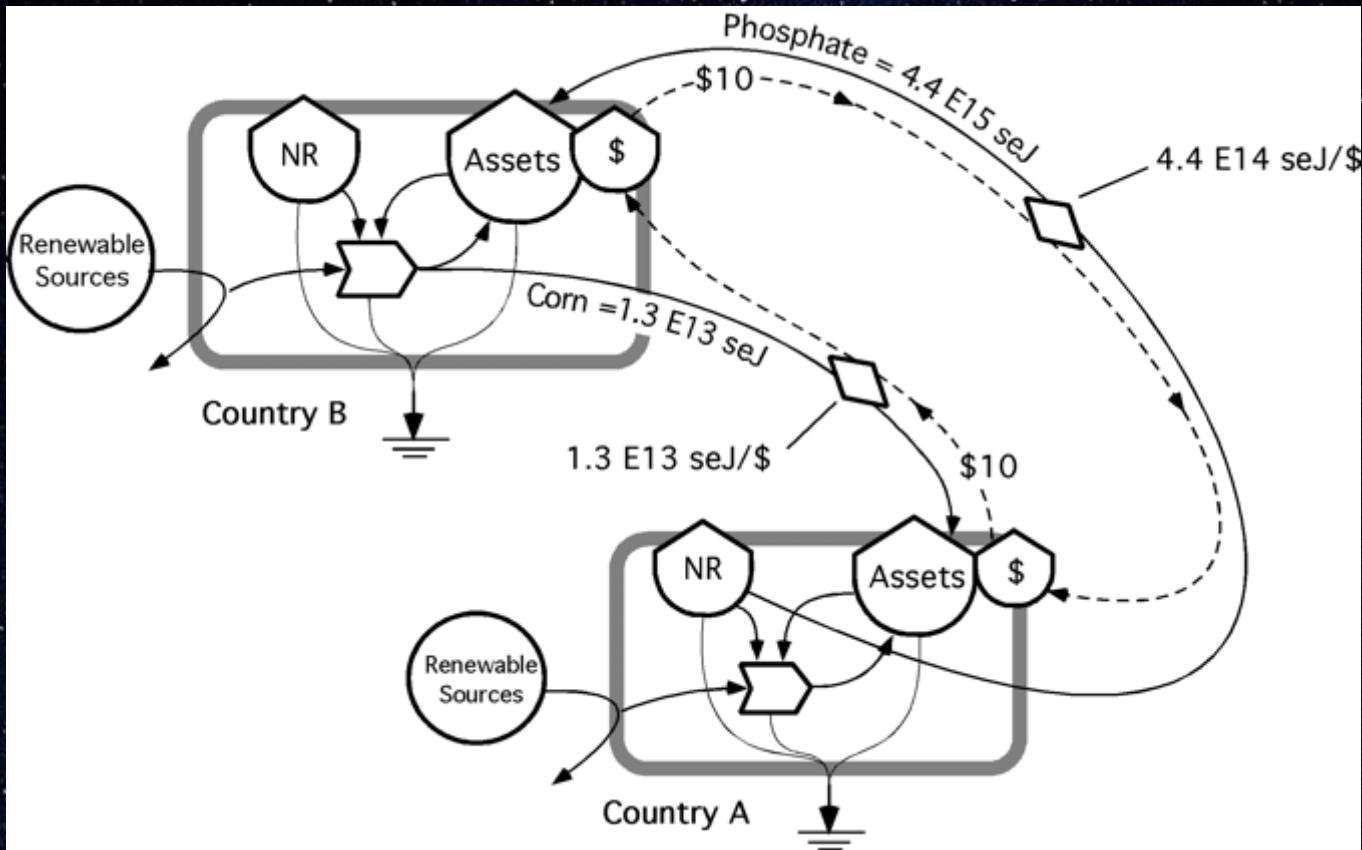 Phosphate = 4.4 E15 seJ
$10
4.4 E14 seJ/$
NR
Assets
$
Renewable
Sources
Corn =1.3 E13 seJ
Country B
1.3 E13 seJ/$
$10
NR
Assets
$
Renewable
Sources
Country A